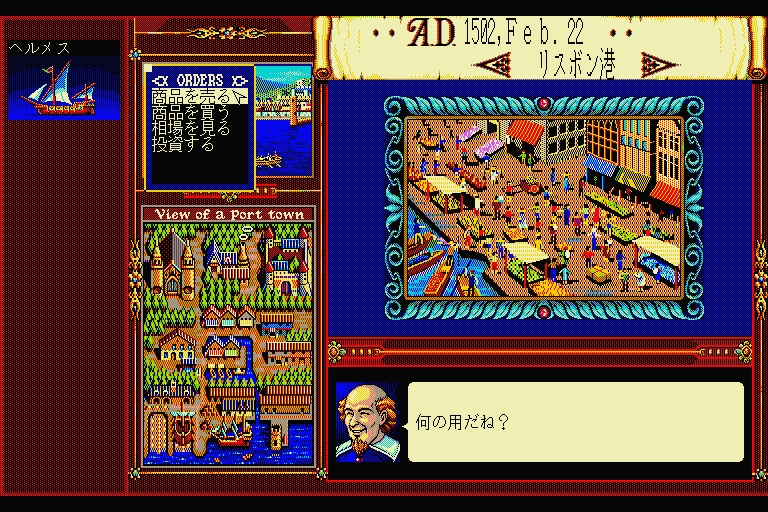 ヘルメス
ORDERS
商品を売る
商品を買う
相場を見る
投資する
A.D. 1502, Feb. 22
リスボン港
View of a Port town
何の用だね?